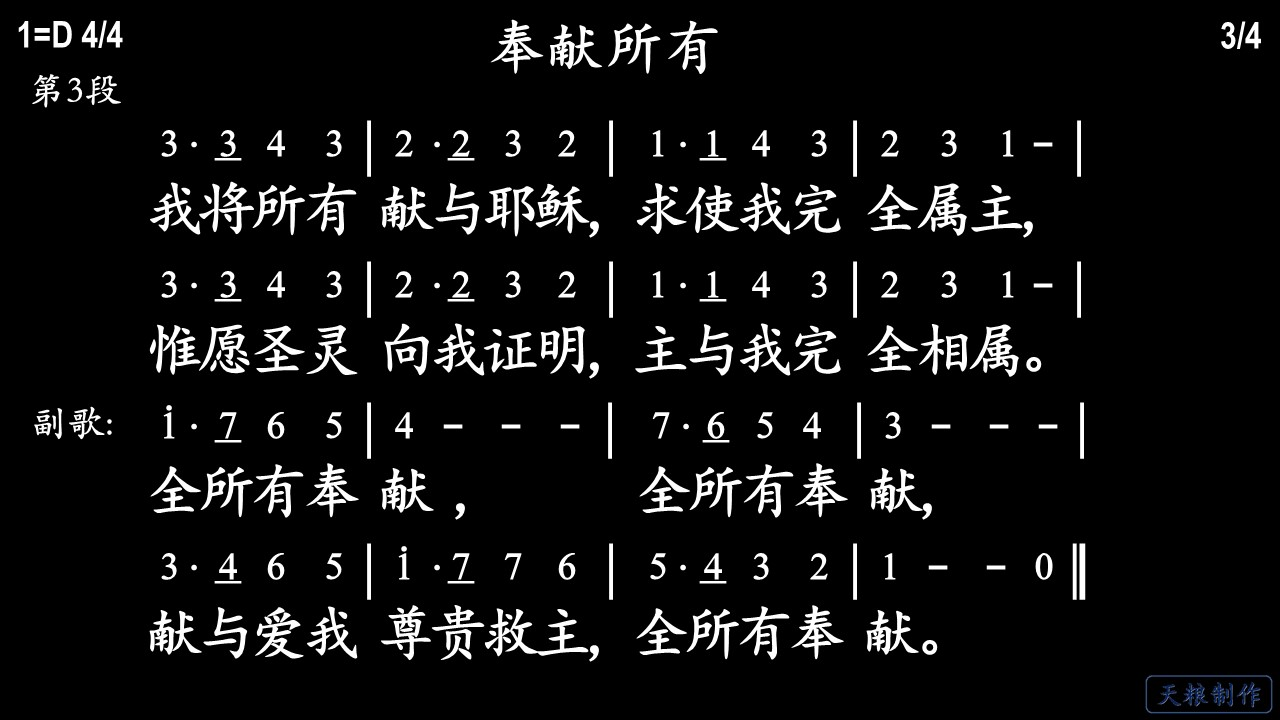 1=D 4/4
奉献所有
3/4
第3段
3· 3 4 3 | 2 ·2 3 2 | 1· 1 4 3 | 2 3 1 – |
我将所有 献与耶稣, 求使我完 全属主,
3· 3 4 3 | 2 ·2 3 2 | 1· 1 4 3 | 2 3 1 – |
惟愿圣灵 向我证明, 主与我完 全相属。
副歌: i· 7 6 5 | 4 – – – | 7· 6 5 4 | 3 – – – |
全所有奉 献 , 全所有奉 献,
3· 4 6 5 | i ·7 7 6 | 5· 4 3 2 | 1 – – 0 ‖
献与爱我 尊贵救主, 全所有奉 献。
天粮制作